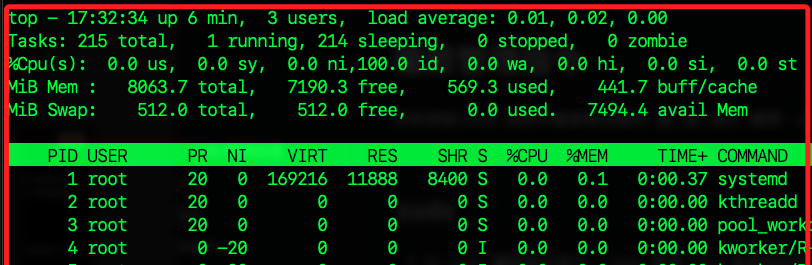 top – 17:32:34 up 6 min,  3 users,  load average: 0.01, 0.02, 0.00
Tasks: 215 total,   1 running, 214 sleeping,   0 stopped,   0 zombie
%Cpu(s):  0.0 us,  0.0 sy,  0.0 ni,100.0 id,  0.0 wa,  0.0 hi,  0.0 si,  0.0 st
MiB Mem :   8063.7 total,   7190.3 free,    569.3 used,    441.7 buff/cache
MiB Swap:    512.0 total,    512.0 free,      0.0 used.   7494.4 avail Mem
PID USER      PR  NI    VIRT    RES    SHR S  %CPU  %MEM     TIME+ COMMAND
1 root      20   0  169216  11888   8400 S   0.0   0.1   0:00.37 systemd
2 root      20   0       0      0      0 S   0.0   0.0   0:00.00 kthreadd
3 root      20   0       0      0      0 S   0.0   0.0   0:00.00 pool_work
4 root       0 –20       0      0      0 I   0.0   0.0   0:00.00 kworker/R-